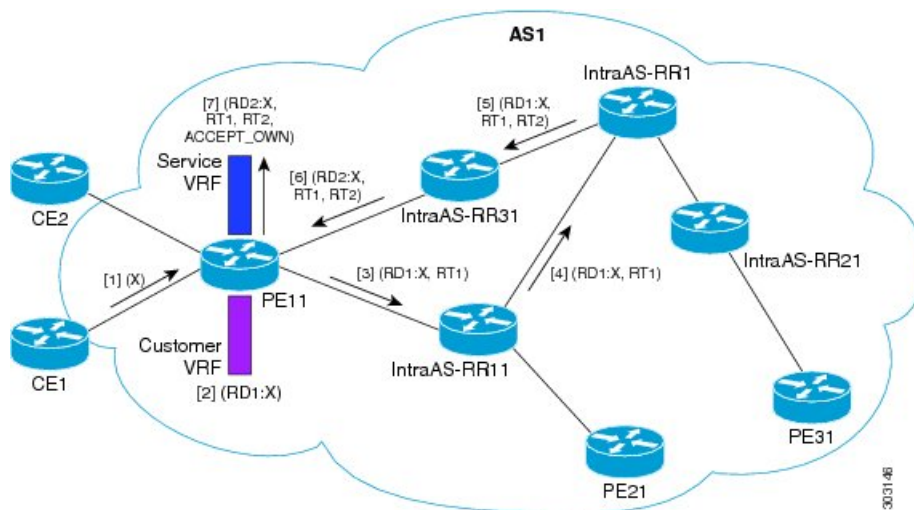 AS1
IntraAS-RR1
[7] (RD2:X,
RT1, RT2,
ACCEPT_OWN)
[5] (RD1:X,
RT1, RT2)
Service
VRF
[6] (RD2:X,
RT1, RT2)
IntraAS-RR31
CE2
IntraAS-RR21
[1] (X)
PE11
[3] (RD1:X, RT1)
[4] (RD1:X, RT1)
Customer
VRF
IntraAS-RR11
CE1
[2] (RD1:X)
PE31
PE21
303146